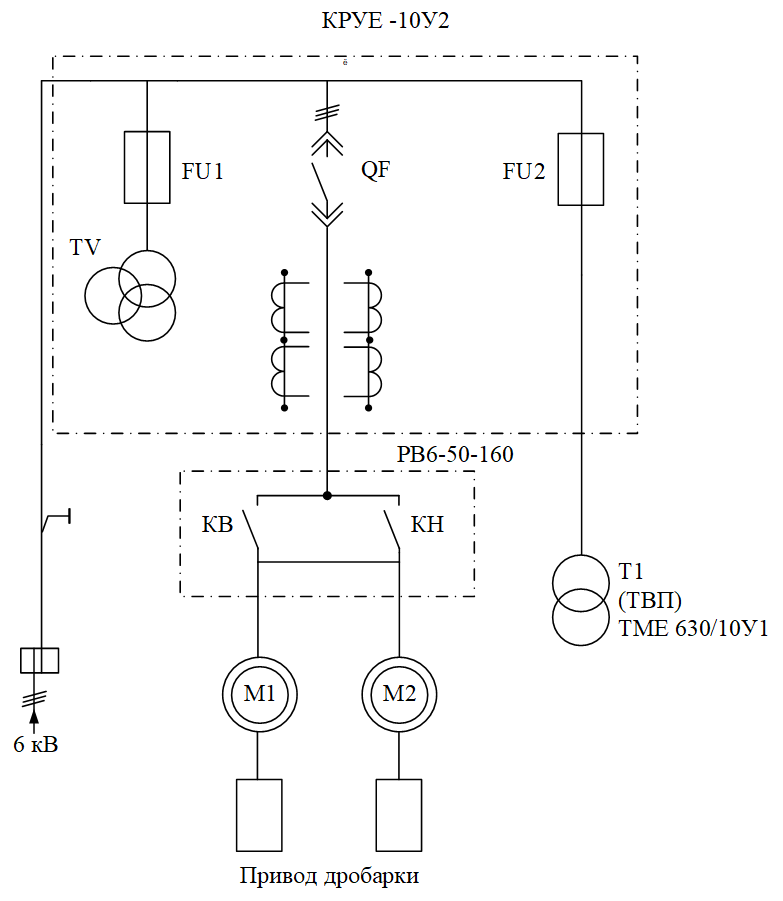 КРУЕ -10У2
ё
FU1
QF
FU2
TV
РВ6-50-160
КВ
КН
Т1
(ТВП)
ТМЕ 630/10У1
М1
М2
6 кВ
Привод дробарки